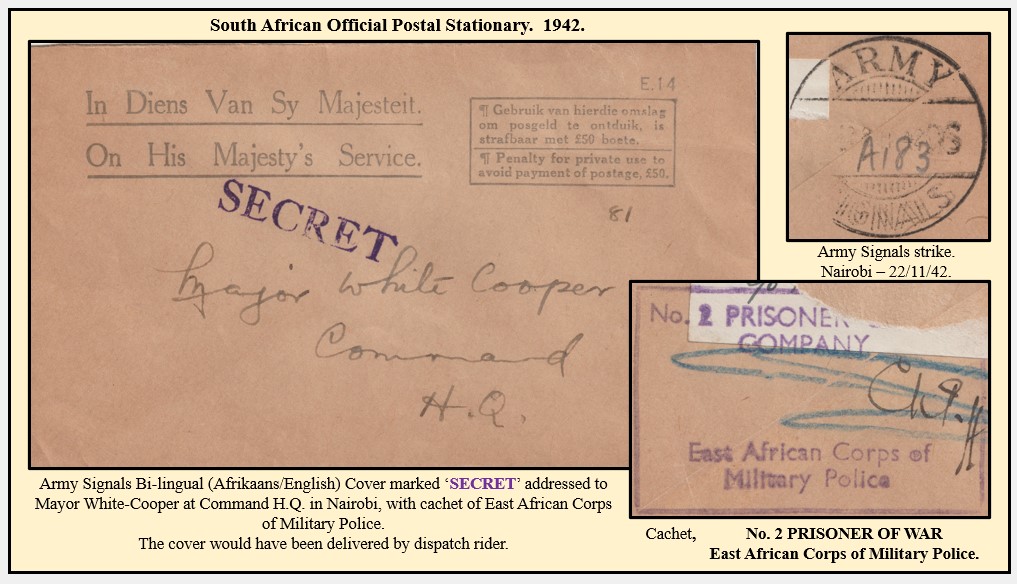 South African Official Postal Stationary. 1942.
E.14
In Diens Van Sy Majesteit.
On His Majesty's Service.
¶ Gebruik van hierdie omslag
om posgeld te ontduik, is
strafbaar met £50 boete.
¶ Penalty for private use to
avoid payment of postage, £50.
SECRET
81
Major White Cooper
Command
H.Q.
ARMY
A183
SIGNALS
Army Signals strike.
Nairobi – 22/11/42.
No. 2 PRISONER
COMPANY
East African Corps of
Military Police
Army Signals Bi-lingual (Afrikaans/English) Cover marked ‘SECRET’ addressed to
Mayor White-Cooper at Command H.Q. in Nairobi, with cachet of East African Corps
of Military Police.
The cover would have been delivered by dispatch rider.
Cachet, No. 2 PRISONER OF WAR
East African Corps of Military Police.